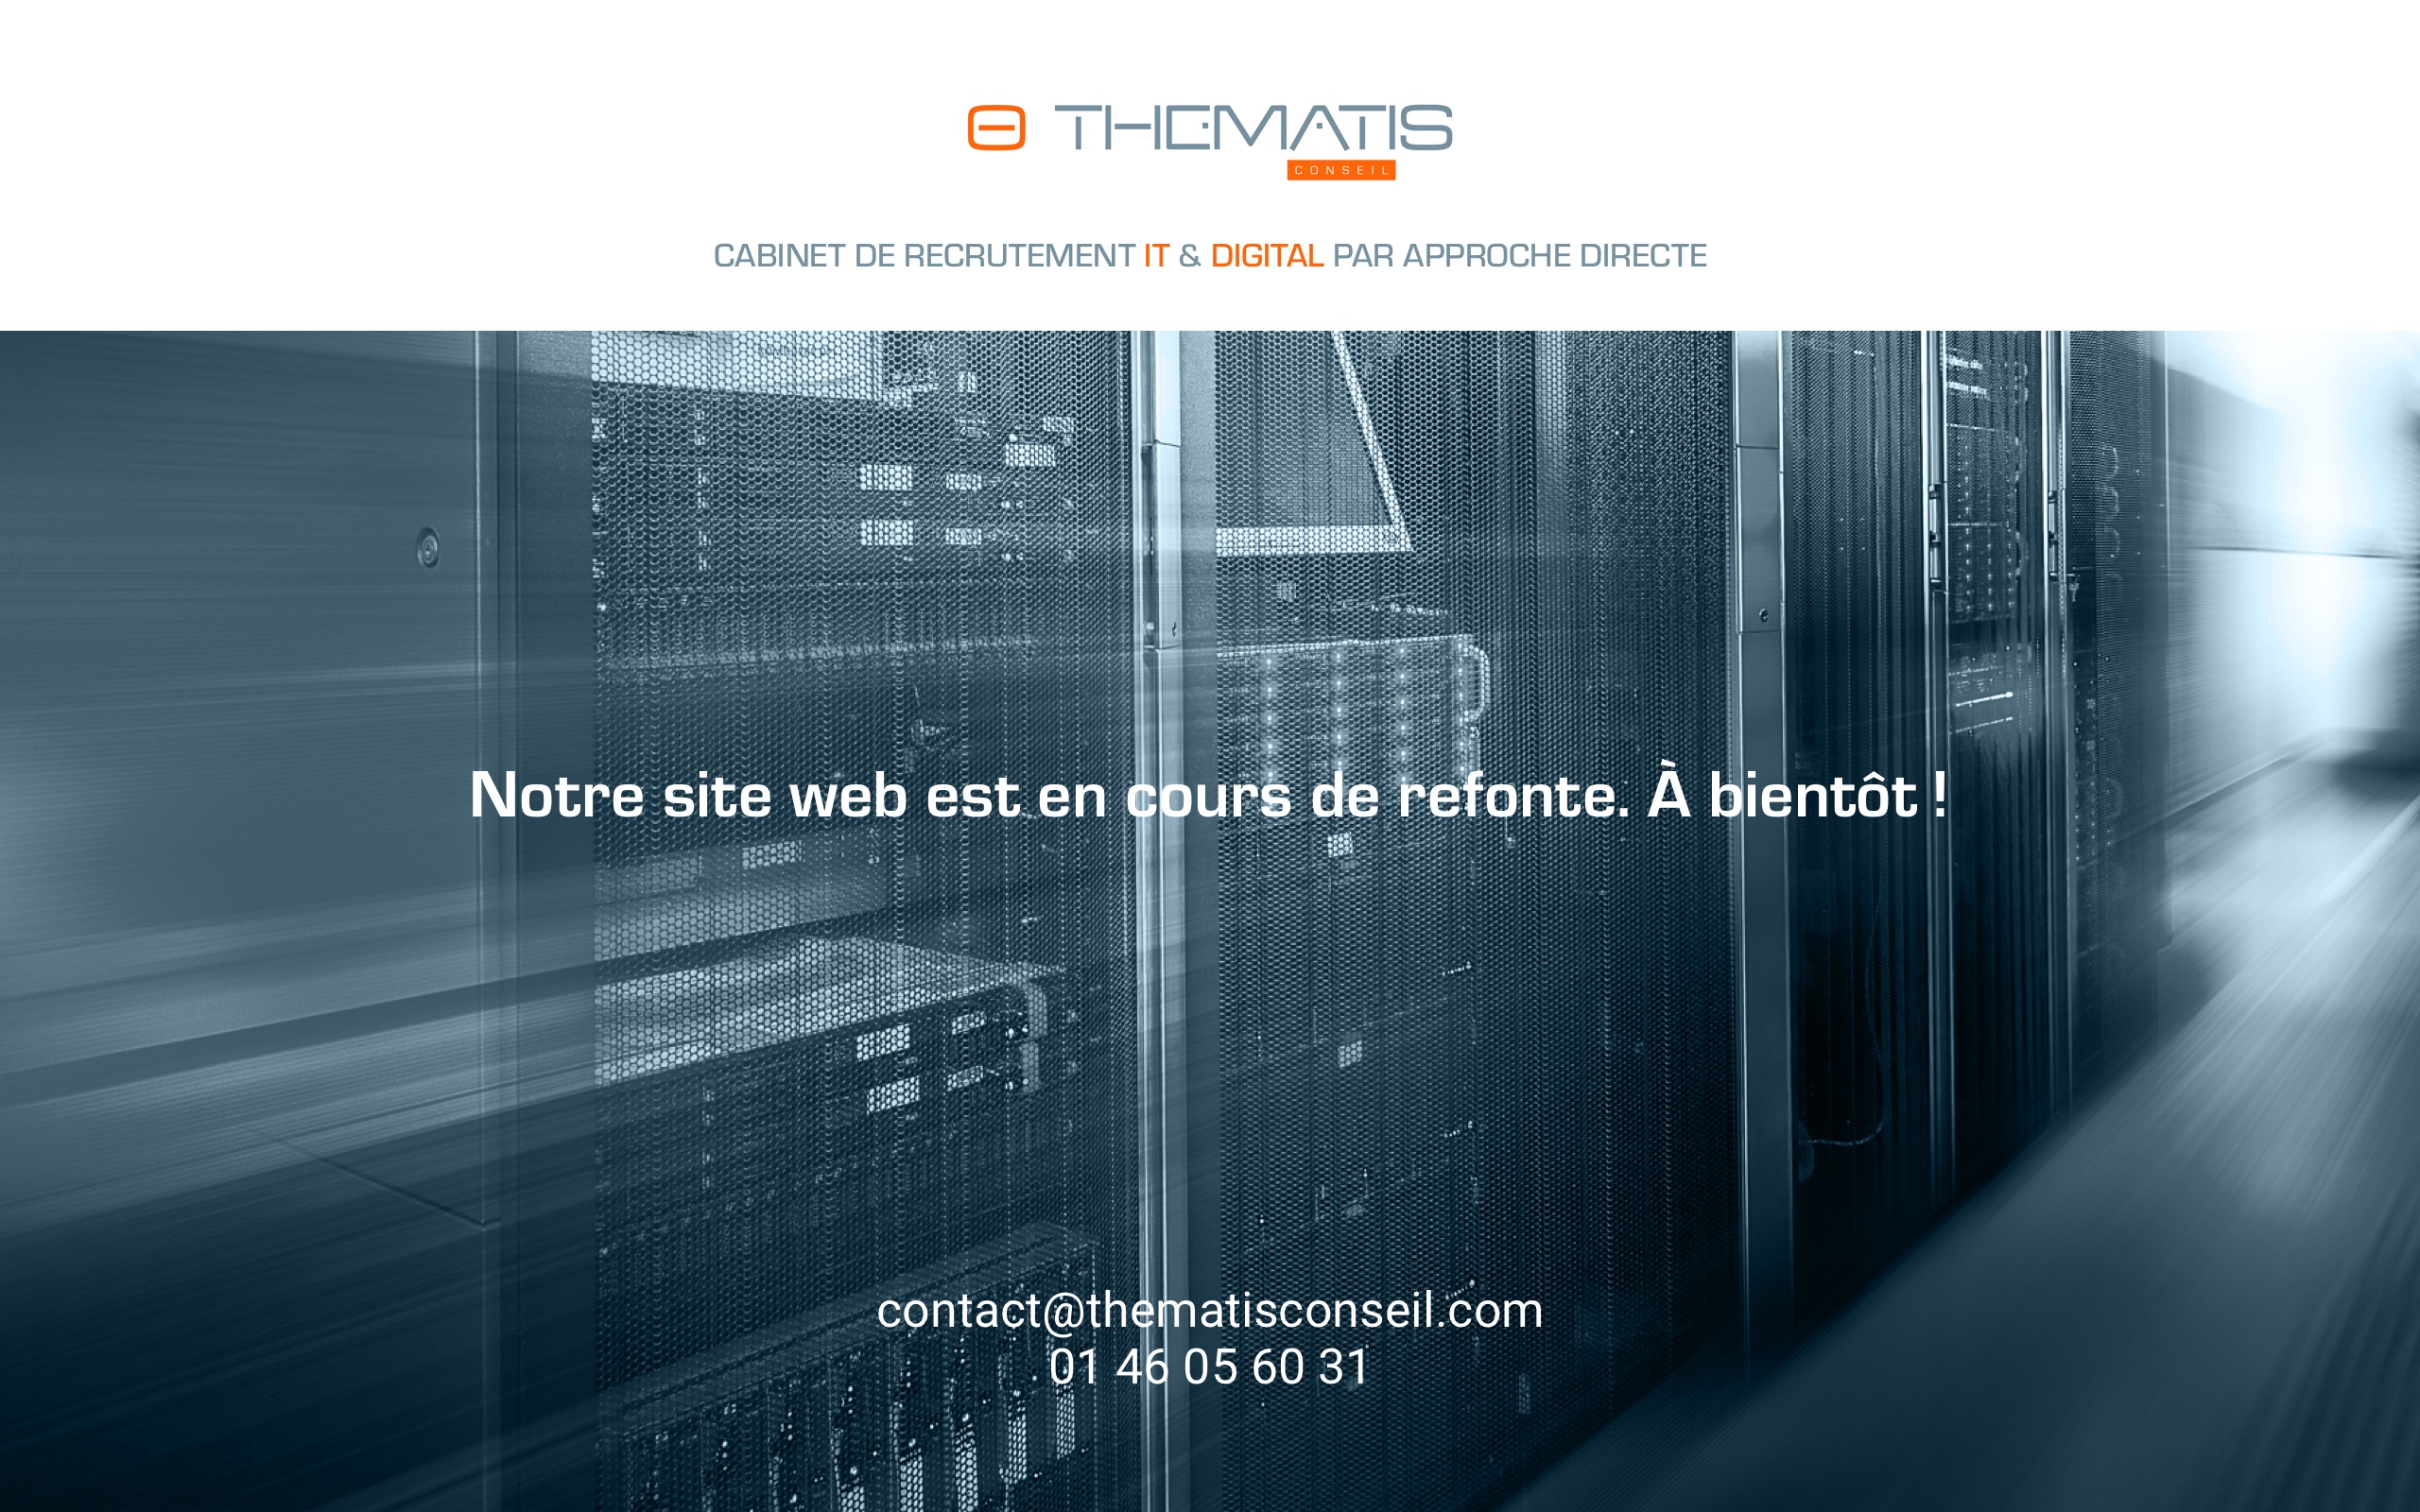 THEMATIS
CONSEIL
CABINET DE RECRUTEMENT IT & DIGITAL PAR APPROCHE DIRECTE
Notre site web est en cours de refonte. À bientôt !
contact@thematisconseil.com
01 46 05 60 31